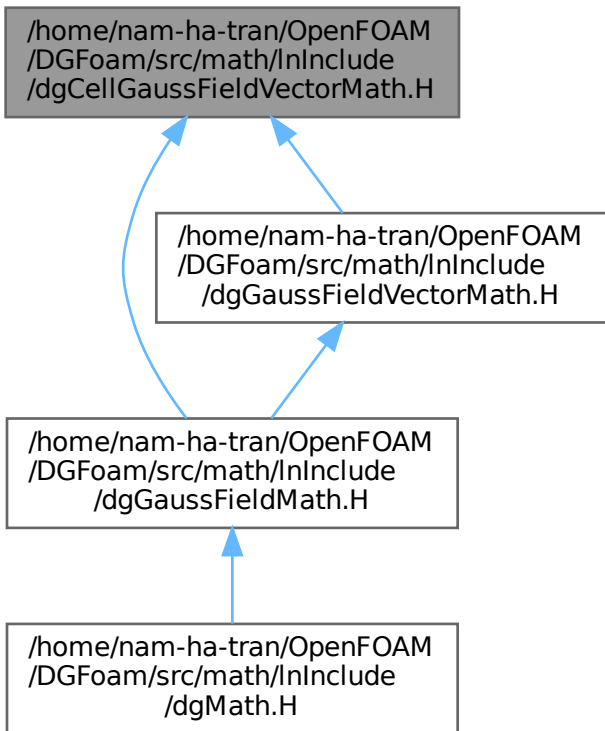 /home/nam-ha-tran/OpenFOAM
/DGFoam/src/math/lnInclude
/dgCellGaussFieldVectorMath.H
/home/nam-ha-tran/OpenFOAM
/DGFoam/src/math/lnInclude
/dgGaussFieldVectorMath.H
/home/nam-ha-tran/OpenFOAM
/DGFoam/src/math/lnInclude
/dgGaussFieldMath.H
/home/nam-ha-tran/OpenFOAM
/DGFoam/src/math/lnInclude
/dgMath.H